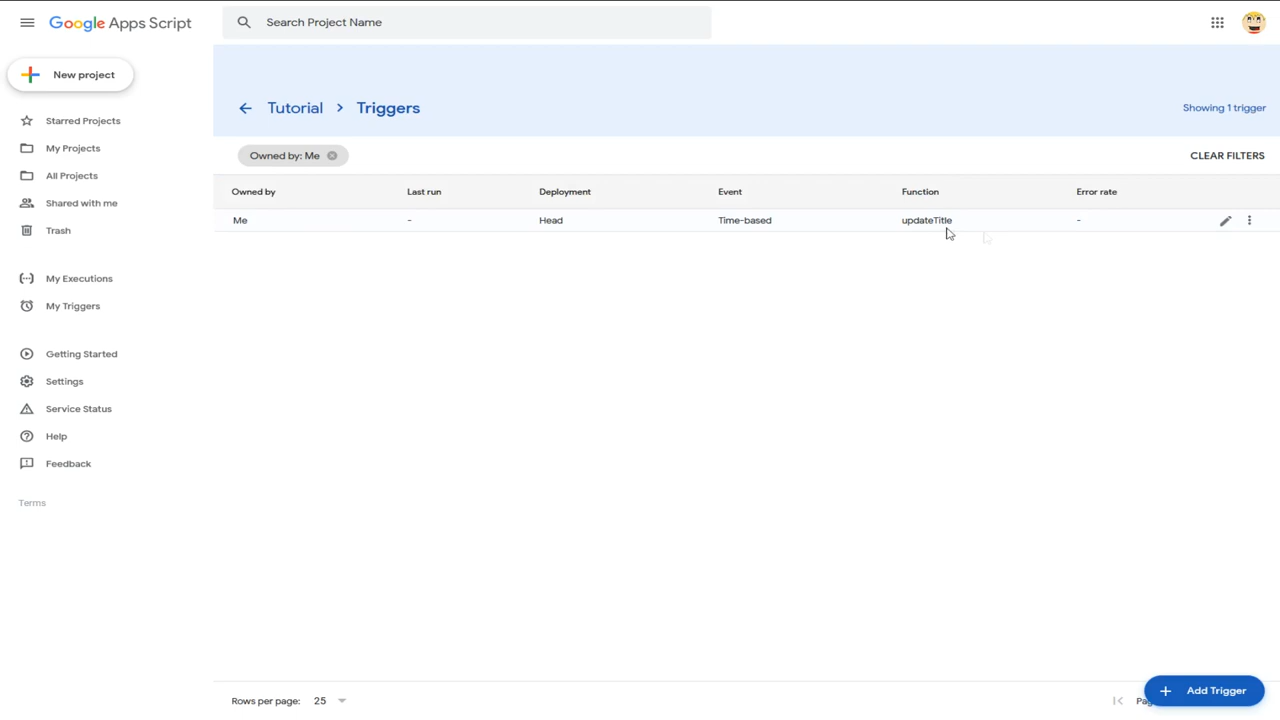 Google Apps Script
Search Project Name
New project
Starred Projects
My Projects
All Projects
Shared with me
Trash
My Executions
My Triggers
Getting Started
Settings
Service Status
Help
Feedback
Terms
Tutorial > Triggers
Showing 1 trigger
Owned by: Me
CLEAR FILTERS
Owned by Last run Deployment Event Function Error rate
Me - Head Time-based updateTitle -
Rows per page: 25
Add Trigger